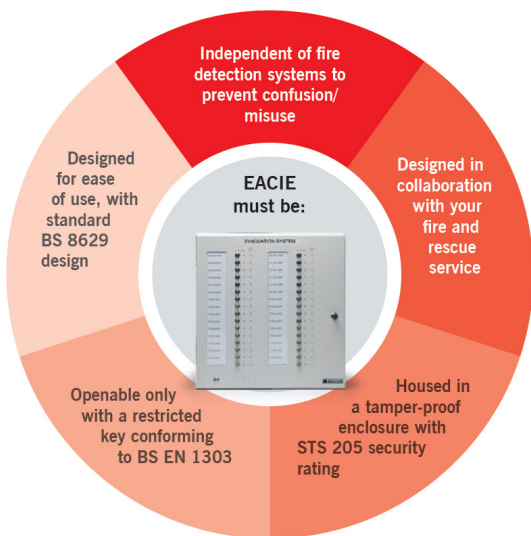 Independent of fire
detection systems to
prevent confusion/
misuse
Designed in
collaboration
with your
fire and
rescue
service
Housed in
a tamper-proof
enclosure with
STS 205 security
rating
Openable only
with a restricted
key conforming
to BS EN 1303
Designed
for ease
of use, with
standard
BS 8629
design
EACIE
must be:
EVACUATION SYSTEM